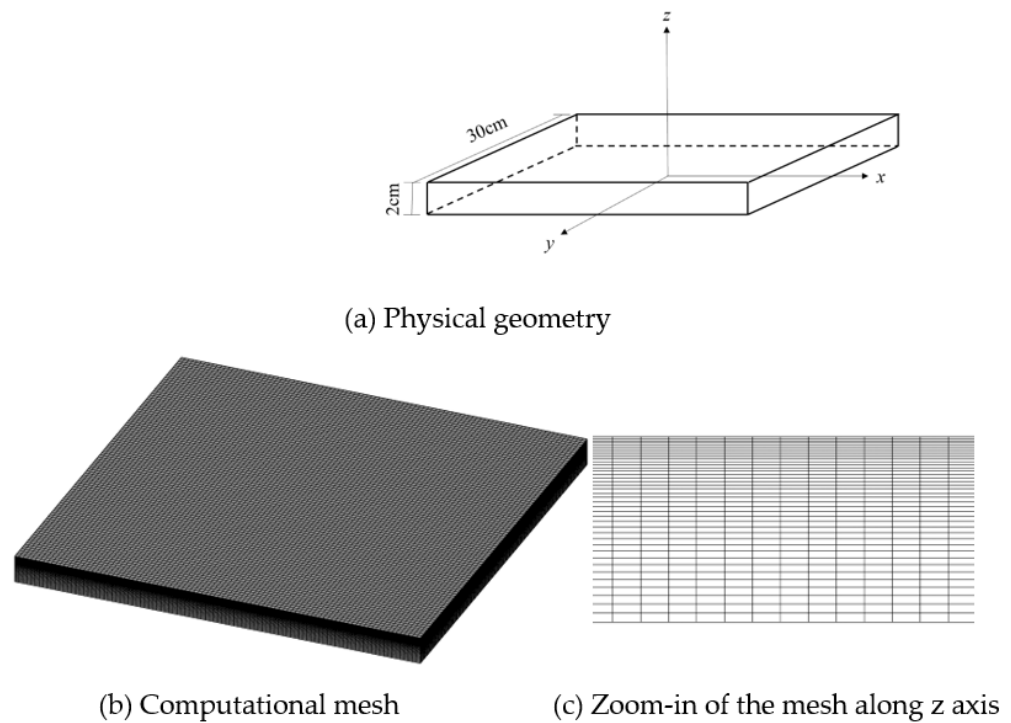 z
30cm
2cm
x
y
(a) Physical geometry
(b) Computational mesh
(c) Zoom-in of the mesh along z axis